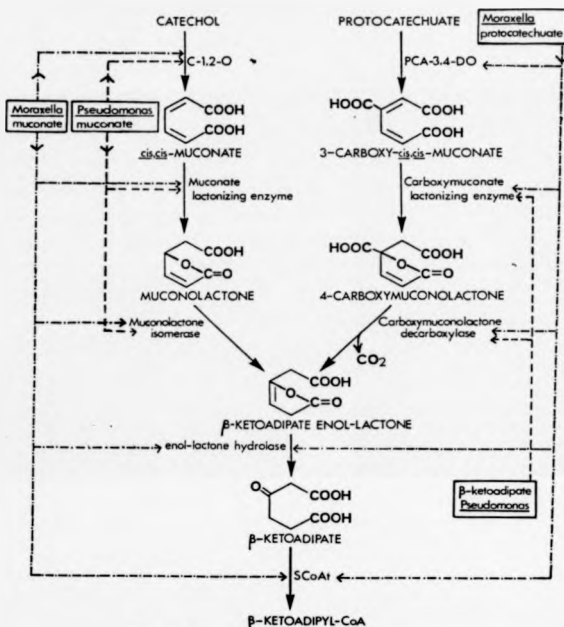 CATECHOL
PROTOCATECHUATE
Moraxella
protocatechuate
C-1,2-O
PCA-3.4-DO
Moraxella
muconate
Pseudomonas
muconate
COOH
COOH
cis,cis-MUCONATE
HOOC
COOH
COOH
3-CARBOXY-cis,cis-MUCONATE
Muconate
lactonizing enzyme
Carboxymuconate
lactonizing enzyme
COOH
O
C=O
MUCONOLACTONE
HOOC
COOH
O
C=O
4-CARBOXYMUCONOLACTONE
Muconolactone
isomerase
Carboxymuconolactone
decarboxylase
CO2
COOH
O
C=O
β-KETOADIPATE ENOL-LACTONE
enol-lactone hydrolase
O
COOH
COOH
β-KETOADIPATE
β-ketoadipate
Pseudomonas
SCoAt
β-KETOADIPYL-CoA